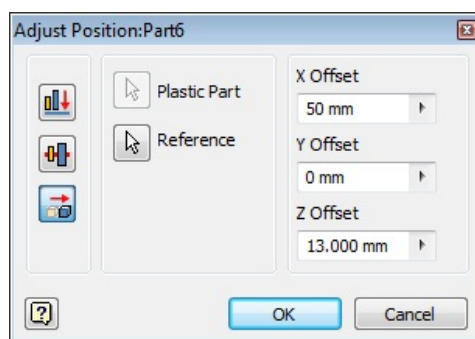 Adjust Position:Part6
Plastic Part
Reference
X Offset
50 mm
Y Offset
0 mm
Z Offset
13.000 mm
?
OK
Cancel